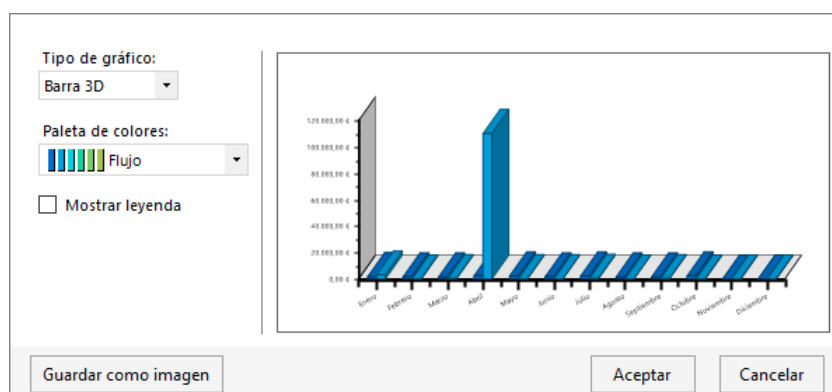 Tipo de gráfico:
Barra 3D
Paleta de colores:
Flujo
Mostrar leyenda
120.000,00 €
100.000,00 €
80.000,00 €
60.000,00 €
40.000,00 €
20.000,00 €
0,00 €
Enero
Febrero
Marzo
Abril
Mayo
Junio
Julio
Agosto
Septiembre
Octubre
Noviembre
Diciembre
Guardar como imagen
Aceptar
Cancelar